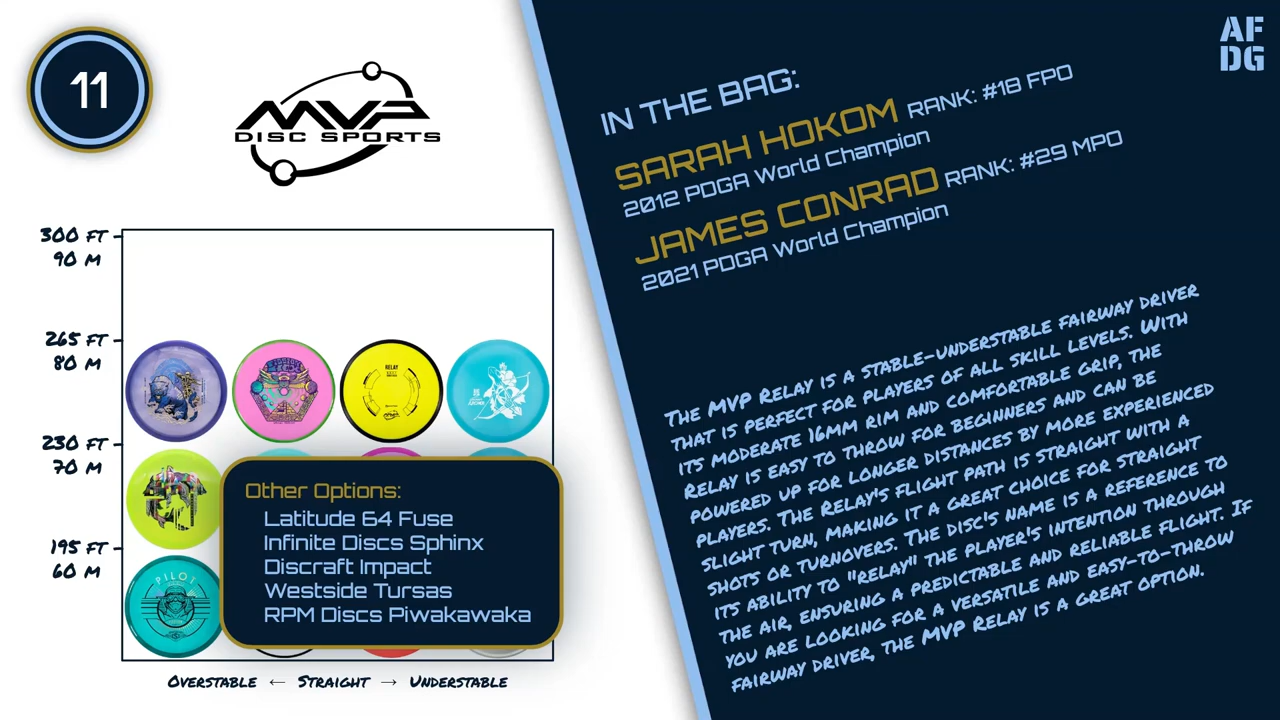 11
MVP
DISC SPORTS
AF
DG
IN THE BAG:
SARAH HOKOM RANK: #18 FPO
2012 PDGA World Champion
JAMES CONRAD RANK: #29 MPO
2021 PDGA World Champion
300 FT
90 M
265 FT
80 M
230 FT
70 M
195 FT
60 M
RELAY
ARCHER
PILOT
Other Options:
Latitude 64 Fuse
Infinite Discs Sphinx
Discraft Impact
Westside Tursas
RPM Discs Piwakawaka
OVERSTABLE ← STRAIGHT → UNDERSTABLE
THE MVP RELAY IS A STABLE-UNDERSTABLE FAIRWAY DRIVER
THAT IS PERFECT FOR PLAYERS OF ALL SKILL LEVELS. WITH
ITS MODERATE 16MM RIM AND COMFORTABLE GRIP, THE
RELAY IS EASY TO THROW FOR BEGINNERS AND CAN BE
POWERED UP FOR LONGER DISTANCES BY MORE EXPERIENCED
PLAYERS. THE RELAY'S FLIGHT PATH IS STRAIGHT WITH A
SLIGHT TURN, MAKING IT A GREAT CHOICE FOR STRAIGHT
SHOTS OR TURNOVERS. THE DISC'S NAME IS A REFERENCE TO
ITS ABILITY TO "RELAY" THE PLAYER'S INTENTION THROUGH
THE AIR, ENSURING A PREDICTABLE AND RELIABLE FLIGHT. IF
YOU ARE LOOKING FOR A VERSATILE AND EASY-TO-THROW
FAIRWAY DRIVER, THE MVP RELAY IS A GREAT OPTION.